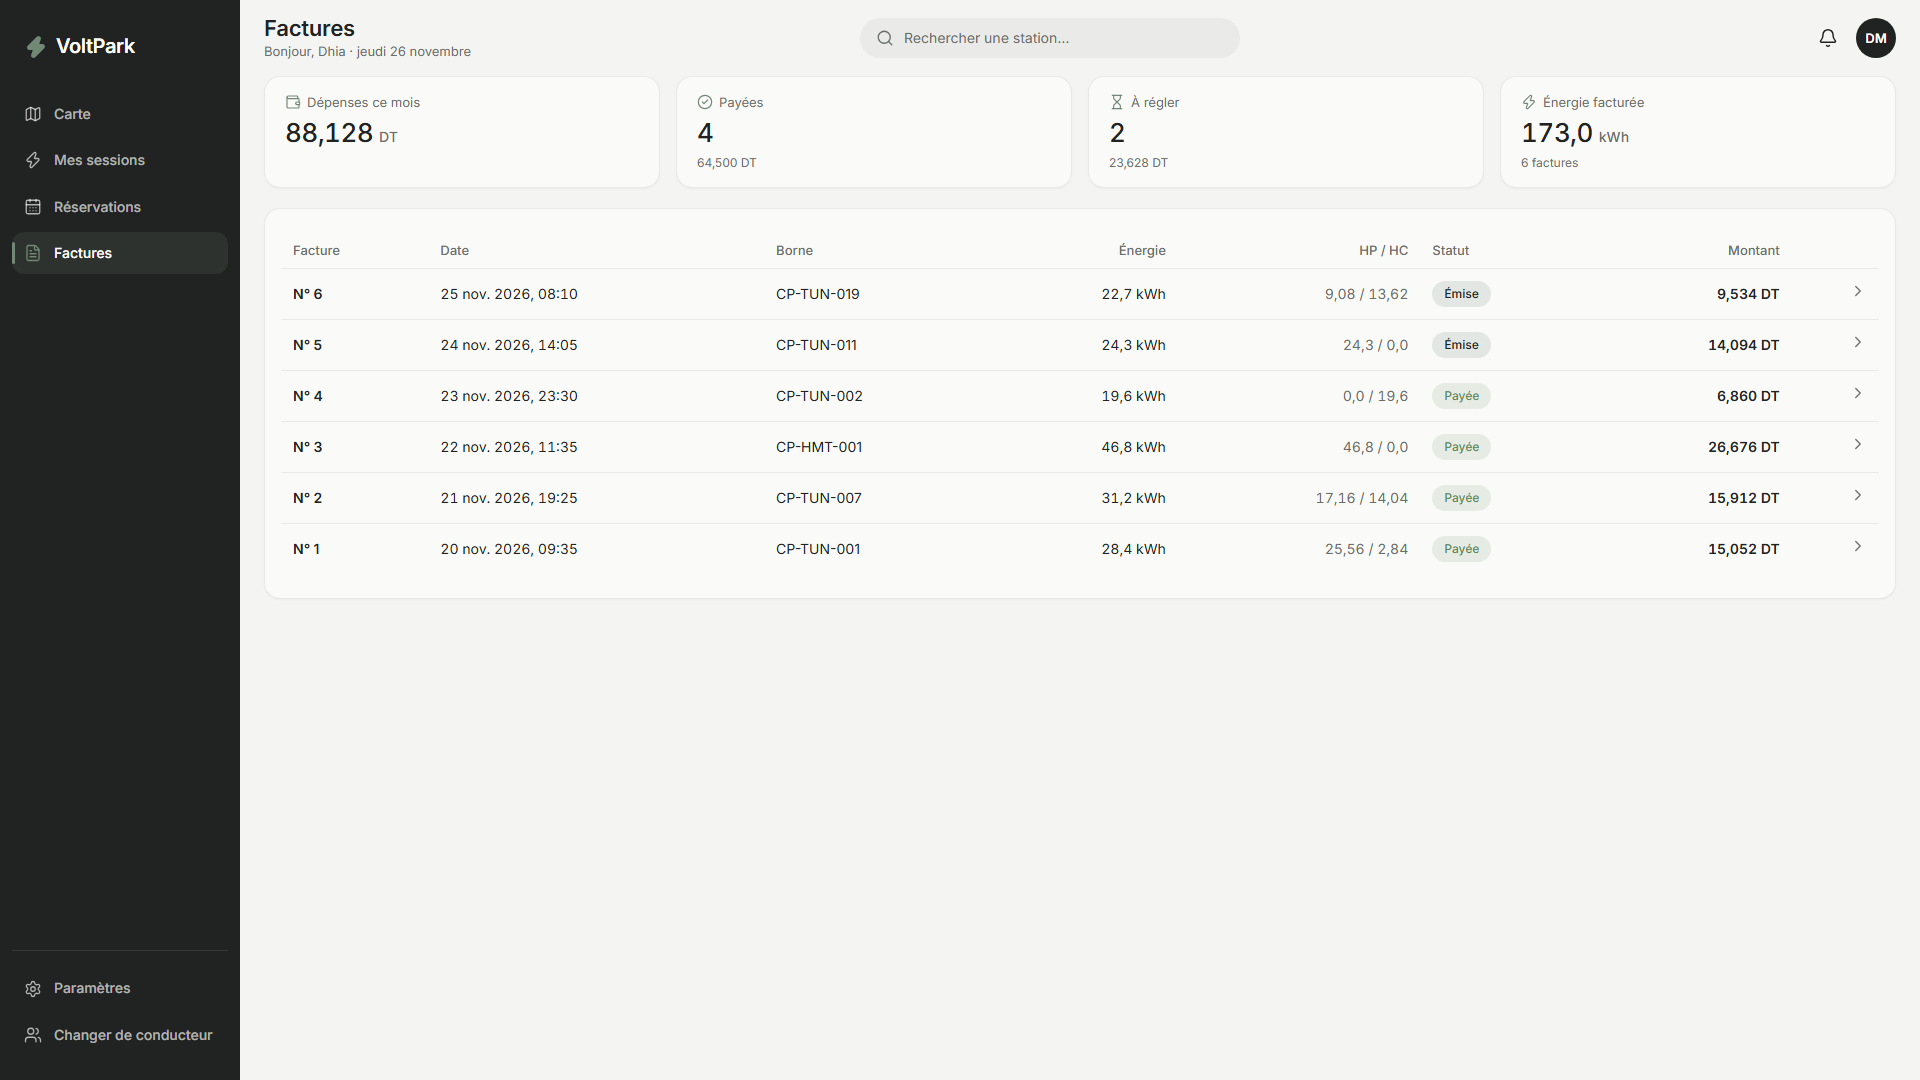 VoltPark
Carte
Mes sessions
Réservations
Factures
Paramètres
Changer de conducteur
Factures
Bonjour, Dhia · jeudi 26 novembre
Rechercher une station...
DM
Dépenses ce mois
88,128 DT
Payées
4
64,500 DT
À régler
2
23,628 DT
Énergie facturée
173,0 kWh
6 factures
Facture Date Borne Énergie HP / HC Statut Montant
N° 6 25 nov. 2026, 08:10 CP-TUN-019 22,7 kWh 9,08 / 13,62 Émise 9,534 DT
N° 5 24 nov. 2026, 14:05 CP-TUN-011 24,3 kWh 24,3 / 0,0 Émise 14,094 DT
N° 4 23 nov. 2026, 23:30 CP-TUN-002 19,6 kWh 0,0 / 19,6 Payée 6,860 DT
N° 3 22 nov. 2026, 11:35 CP-HMT-001 46,8 kWh 46,8 / 0,0 Payée 26,676 DT
N° 2 21 nov. 2026, 19:25 CP-TUN-007 31,2 kWh 17,16 / 14,04 Payée 15,912 DT
N° 1 20 nov. 2026, 09:35 CP-TUN-001 28,4 kWh 25,56 / 2,84 Payée 15,052 DT